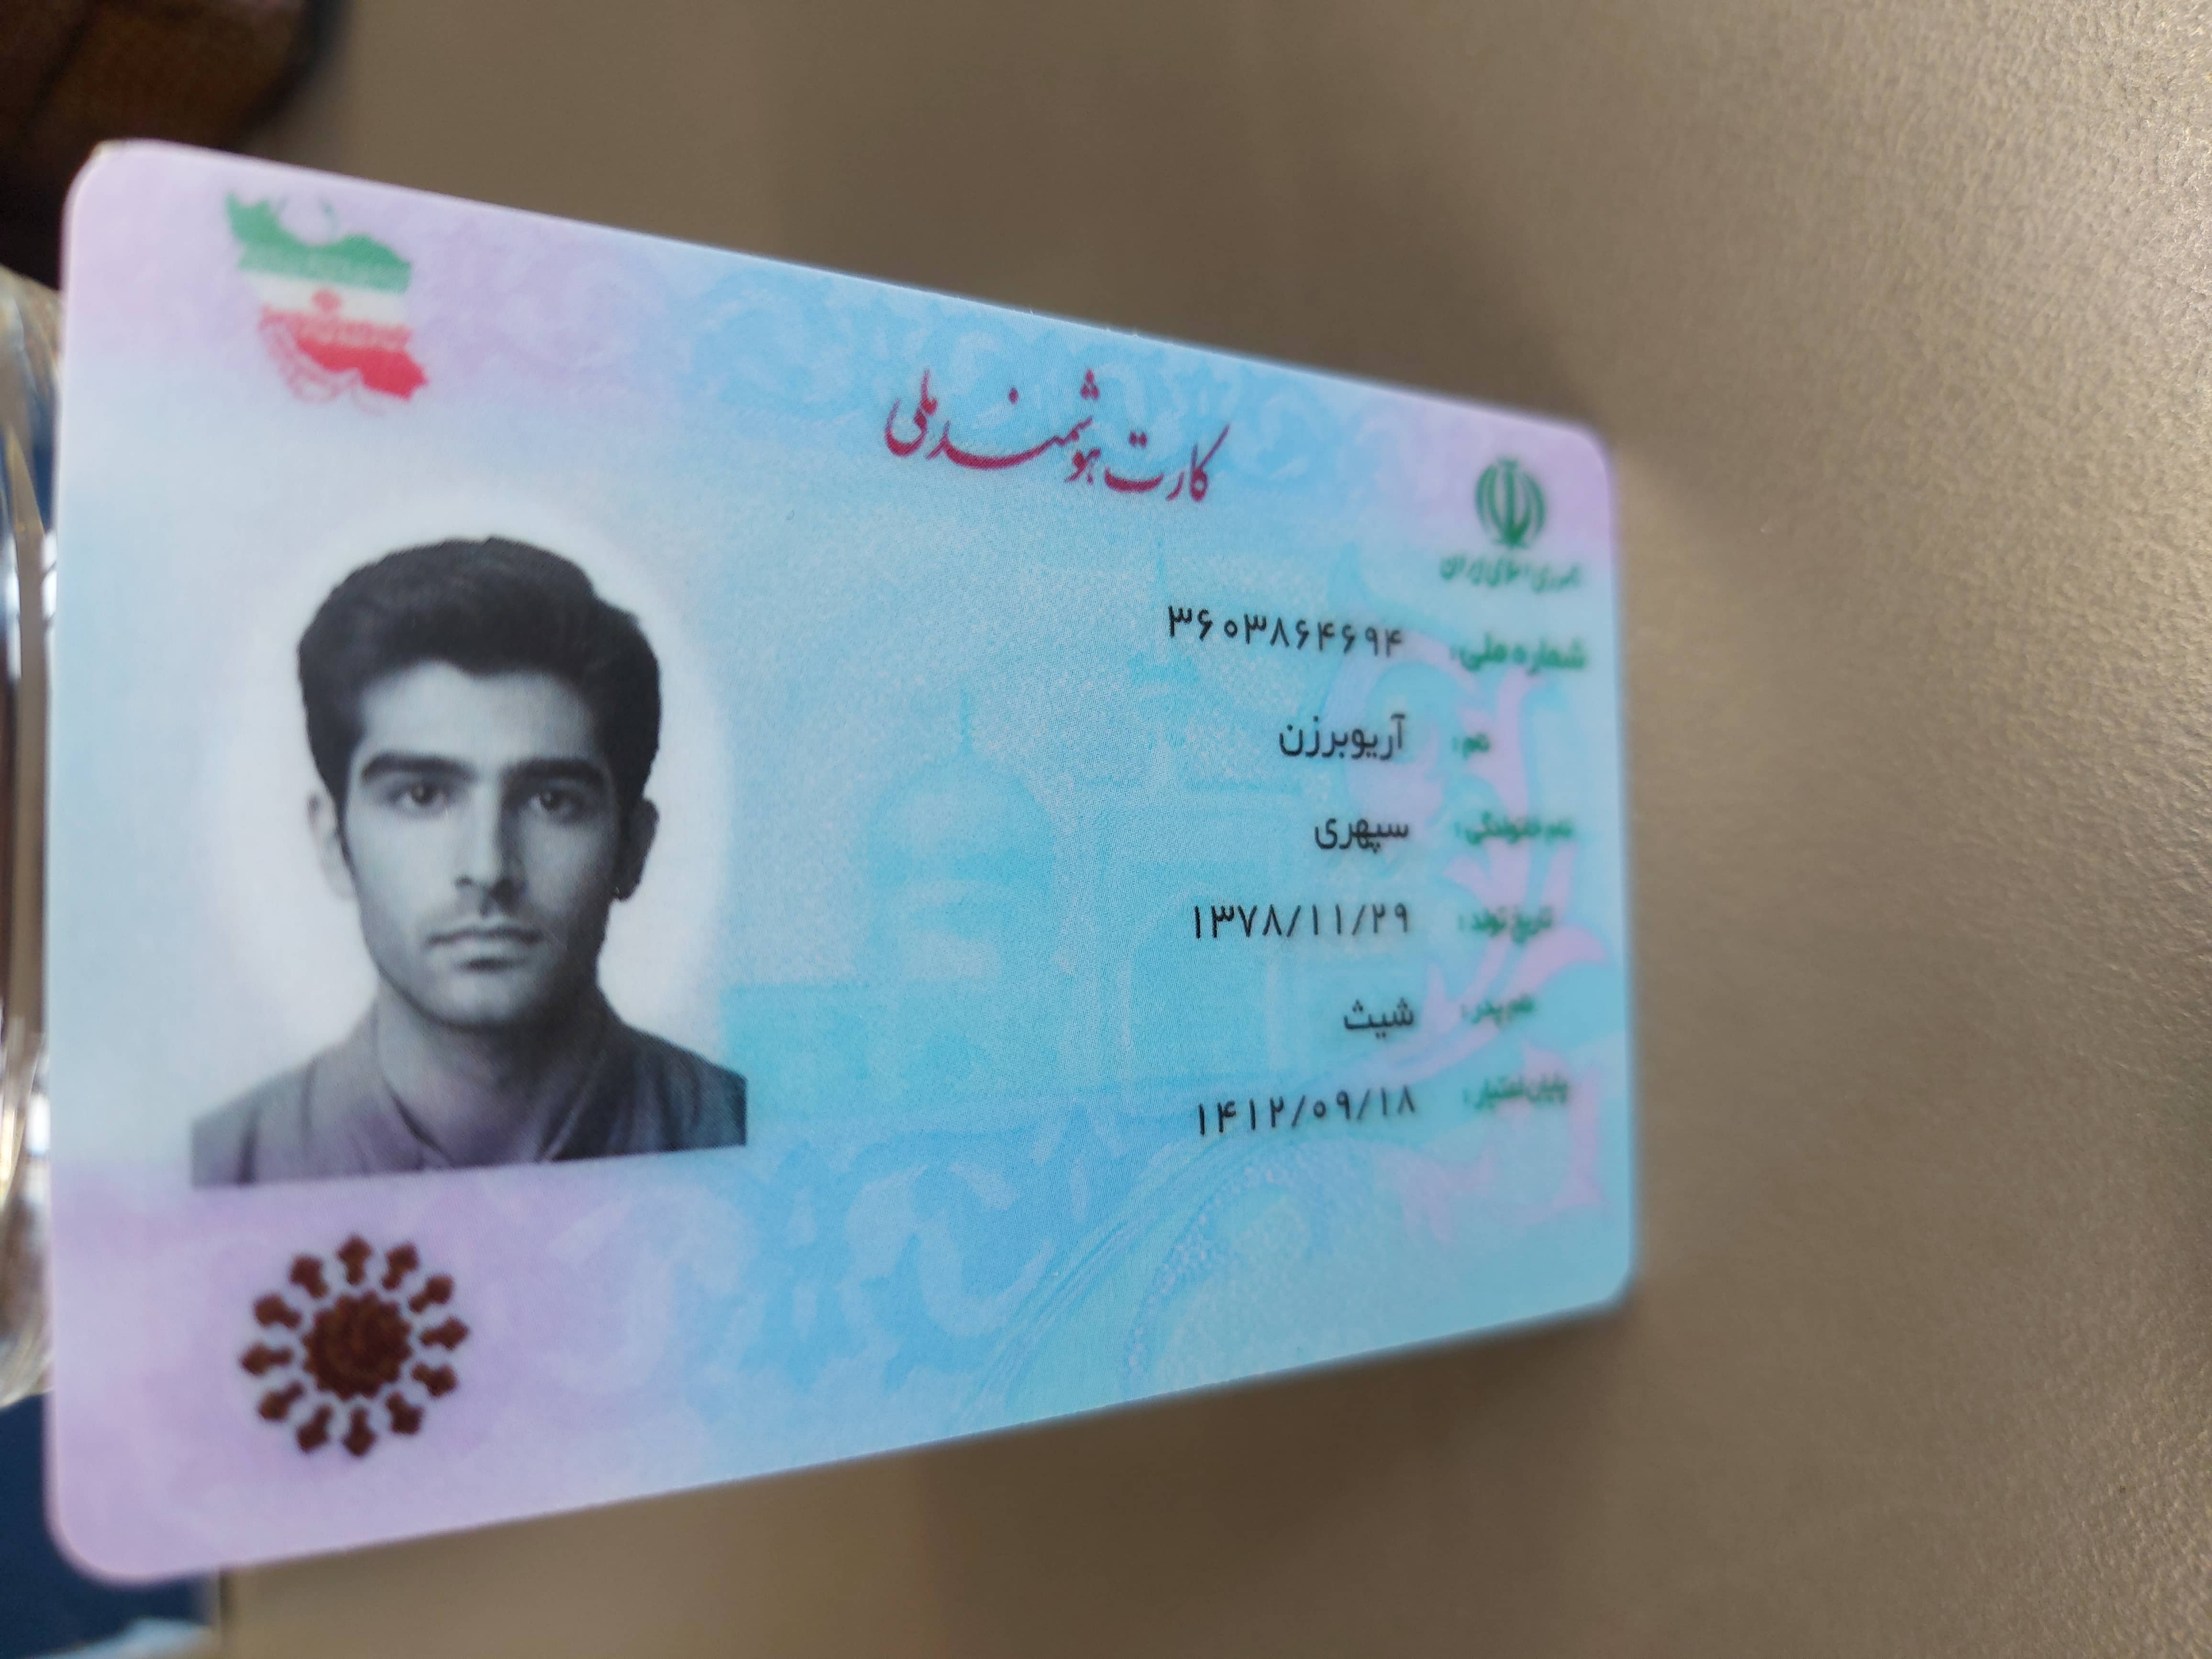 کارت هوشمند ملی
جمهوری اسلامی ایران
شماره ملی: ۳۶۰۳۸۶۴۶۹۴
نام: آریوبرزن
نام خانوادگی: سپهری
تاریخ تولد: ۱۳۷۸/۱۱/۲۹
نام پدر: شیث
پایان اعتبار: ۱۴۱۲/۰۹/۱۸